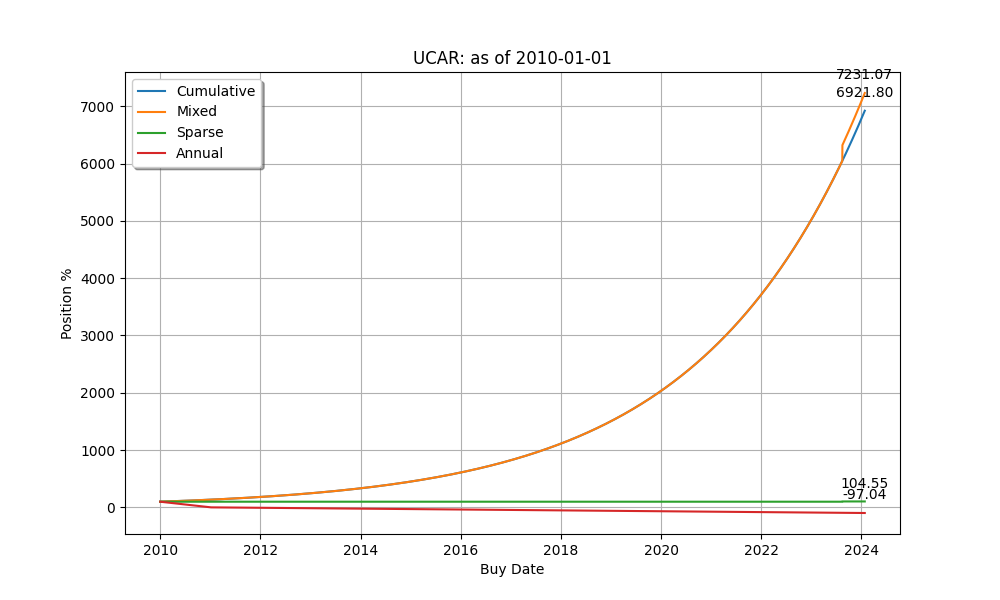 UCAR: as of 2010-01-01
7231.07
6921.80
Cumulative
Mixed
Sparse
Annual
7000
6000
5000
4000
3000
2000
1000
0
Position %
104.55
-97.04
2010 2012 2014 2016 2018 2020 2022 2024
Buy Date